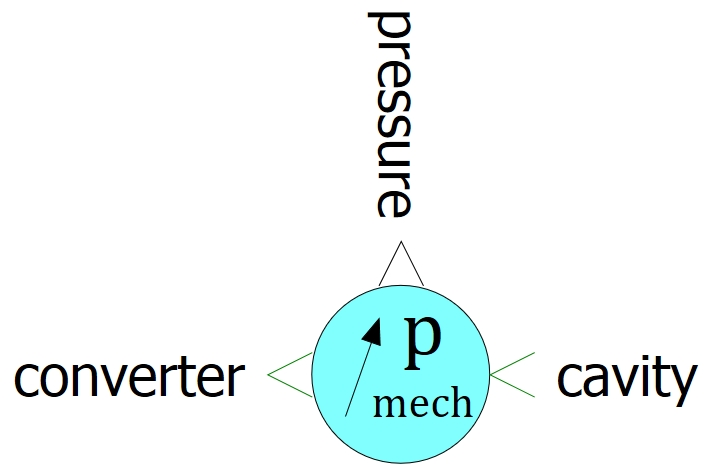 pressure
p
mech
converter
cavity